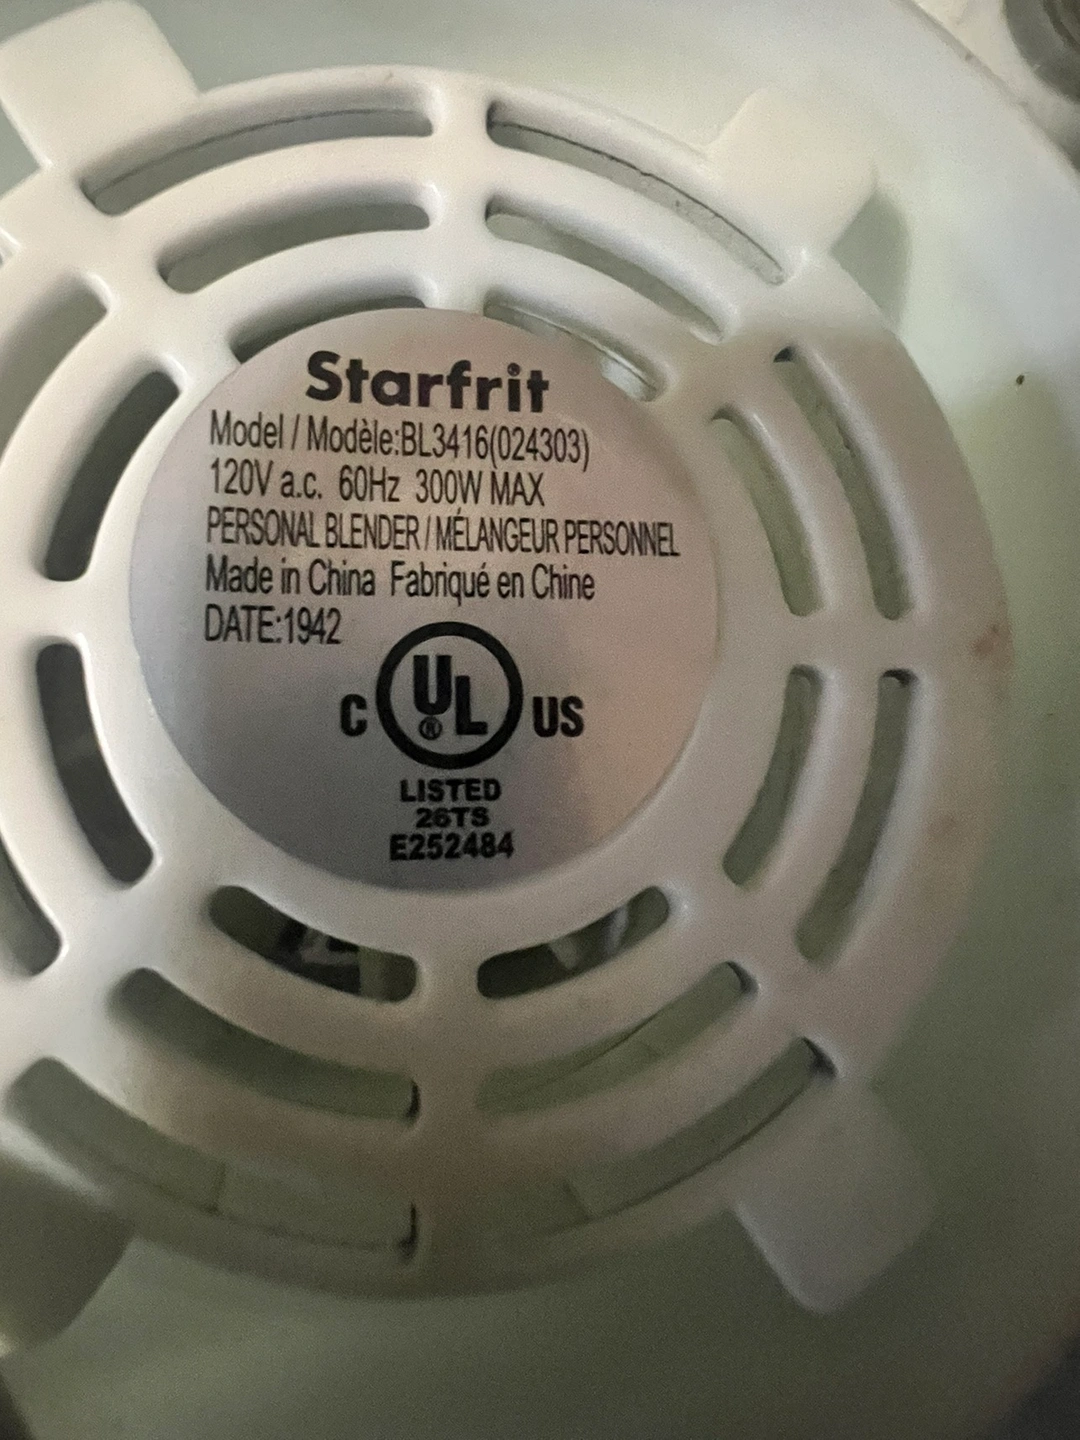 Starfrit
Model / Modèle:BL3416(024303)
120V a.c. 60Hz 300W MAX
PERSONAL BLENDER / MÉLANGEUR PERSONNEL
Made in China Fabriqué en Chine
DATE:1942
C UL® US
LISTED
26TS
E252484